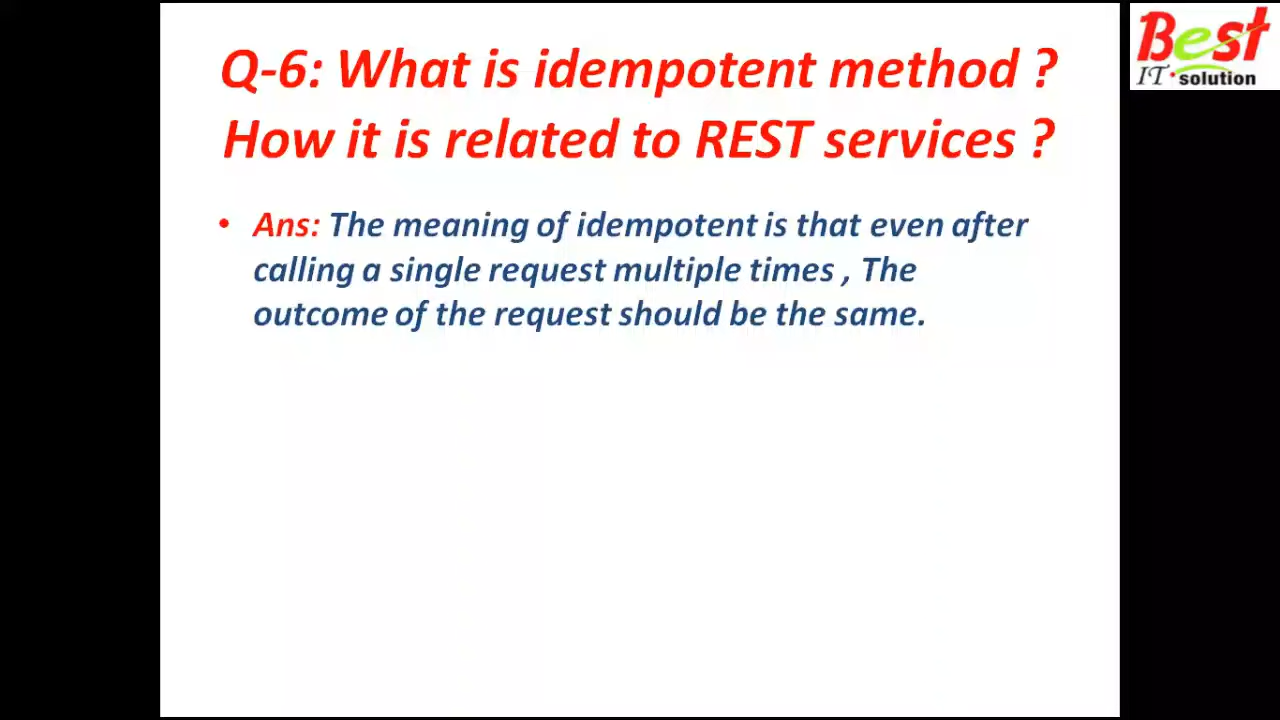 Best
IT solution
Q-6: What is idempotent method ?
How it is related to REST services ?
• Ans: The meaning of idempotent is that even after
calling a single request multiple times , The
outcome of the request should be the same.